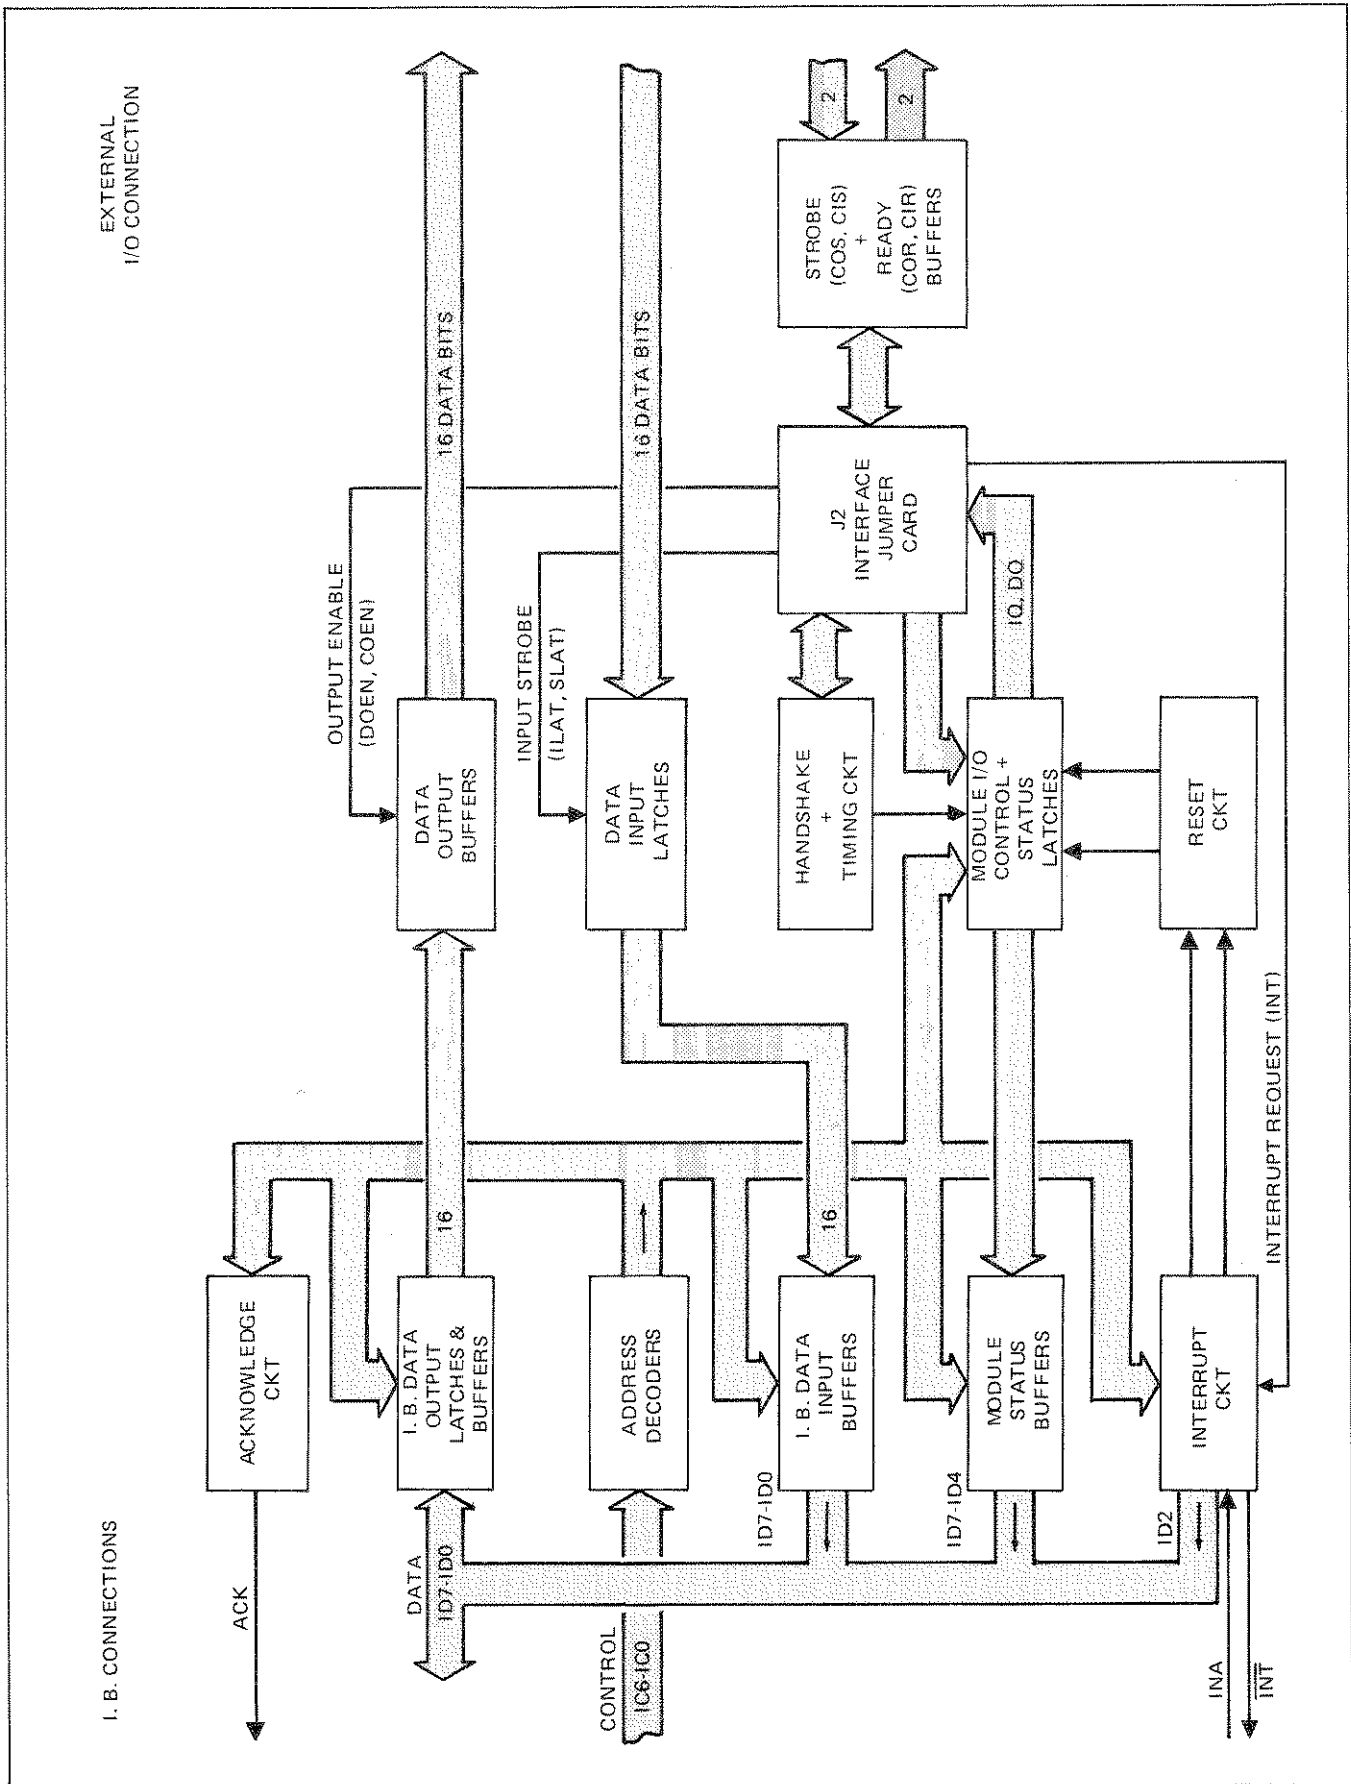 I. B. CONNECTIONS
EXTERNAL
I/O CONNECTION
ACK
ACKNOWLEDGE
CKT
DATA
ID7-ID0
I. B. DATA
OUTPUT
LATCHES &
BUFFERS
16
DATA
OUTPUT
BUFFERS
OUTPUT ENABLE
(DOEN, COEN)
16 DATA BITS
CONTROL
IC6-IC0
ADDRESS
DECODERS
DATA
INPUT
LATCHES
INPUT STROBE
(ILAT, SLAT)
16 DATA BITS
ID7-ID0
I. B. DATA
INPUT
BUFFERS
16
HANDSHAKE
+
TIMING CKT
J2
INTERFACE
JUMPER
CARD
STROBE
(COS, CIS)
+
READY
(COR, CIR)
BUFFERS
2
2
ID7-ID4
MODULE
STATUS
BUFFERS
MODULE I/O
CONTROL +
STATUS
LATCHES
IQ, DQ
ID2
INTERRUPT
CKT
RESET
CKT
INA
INT
INTERRUPT REQUEST (INT)